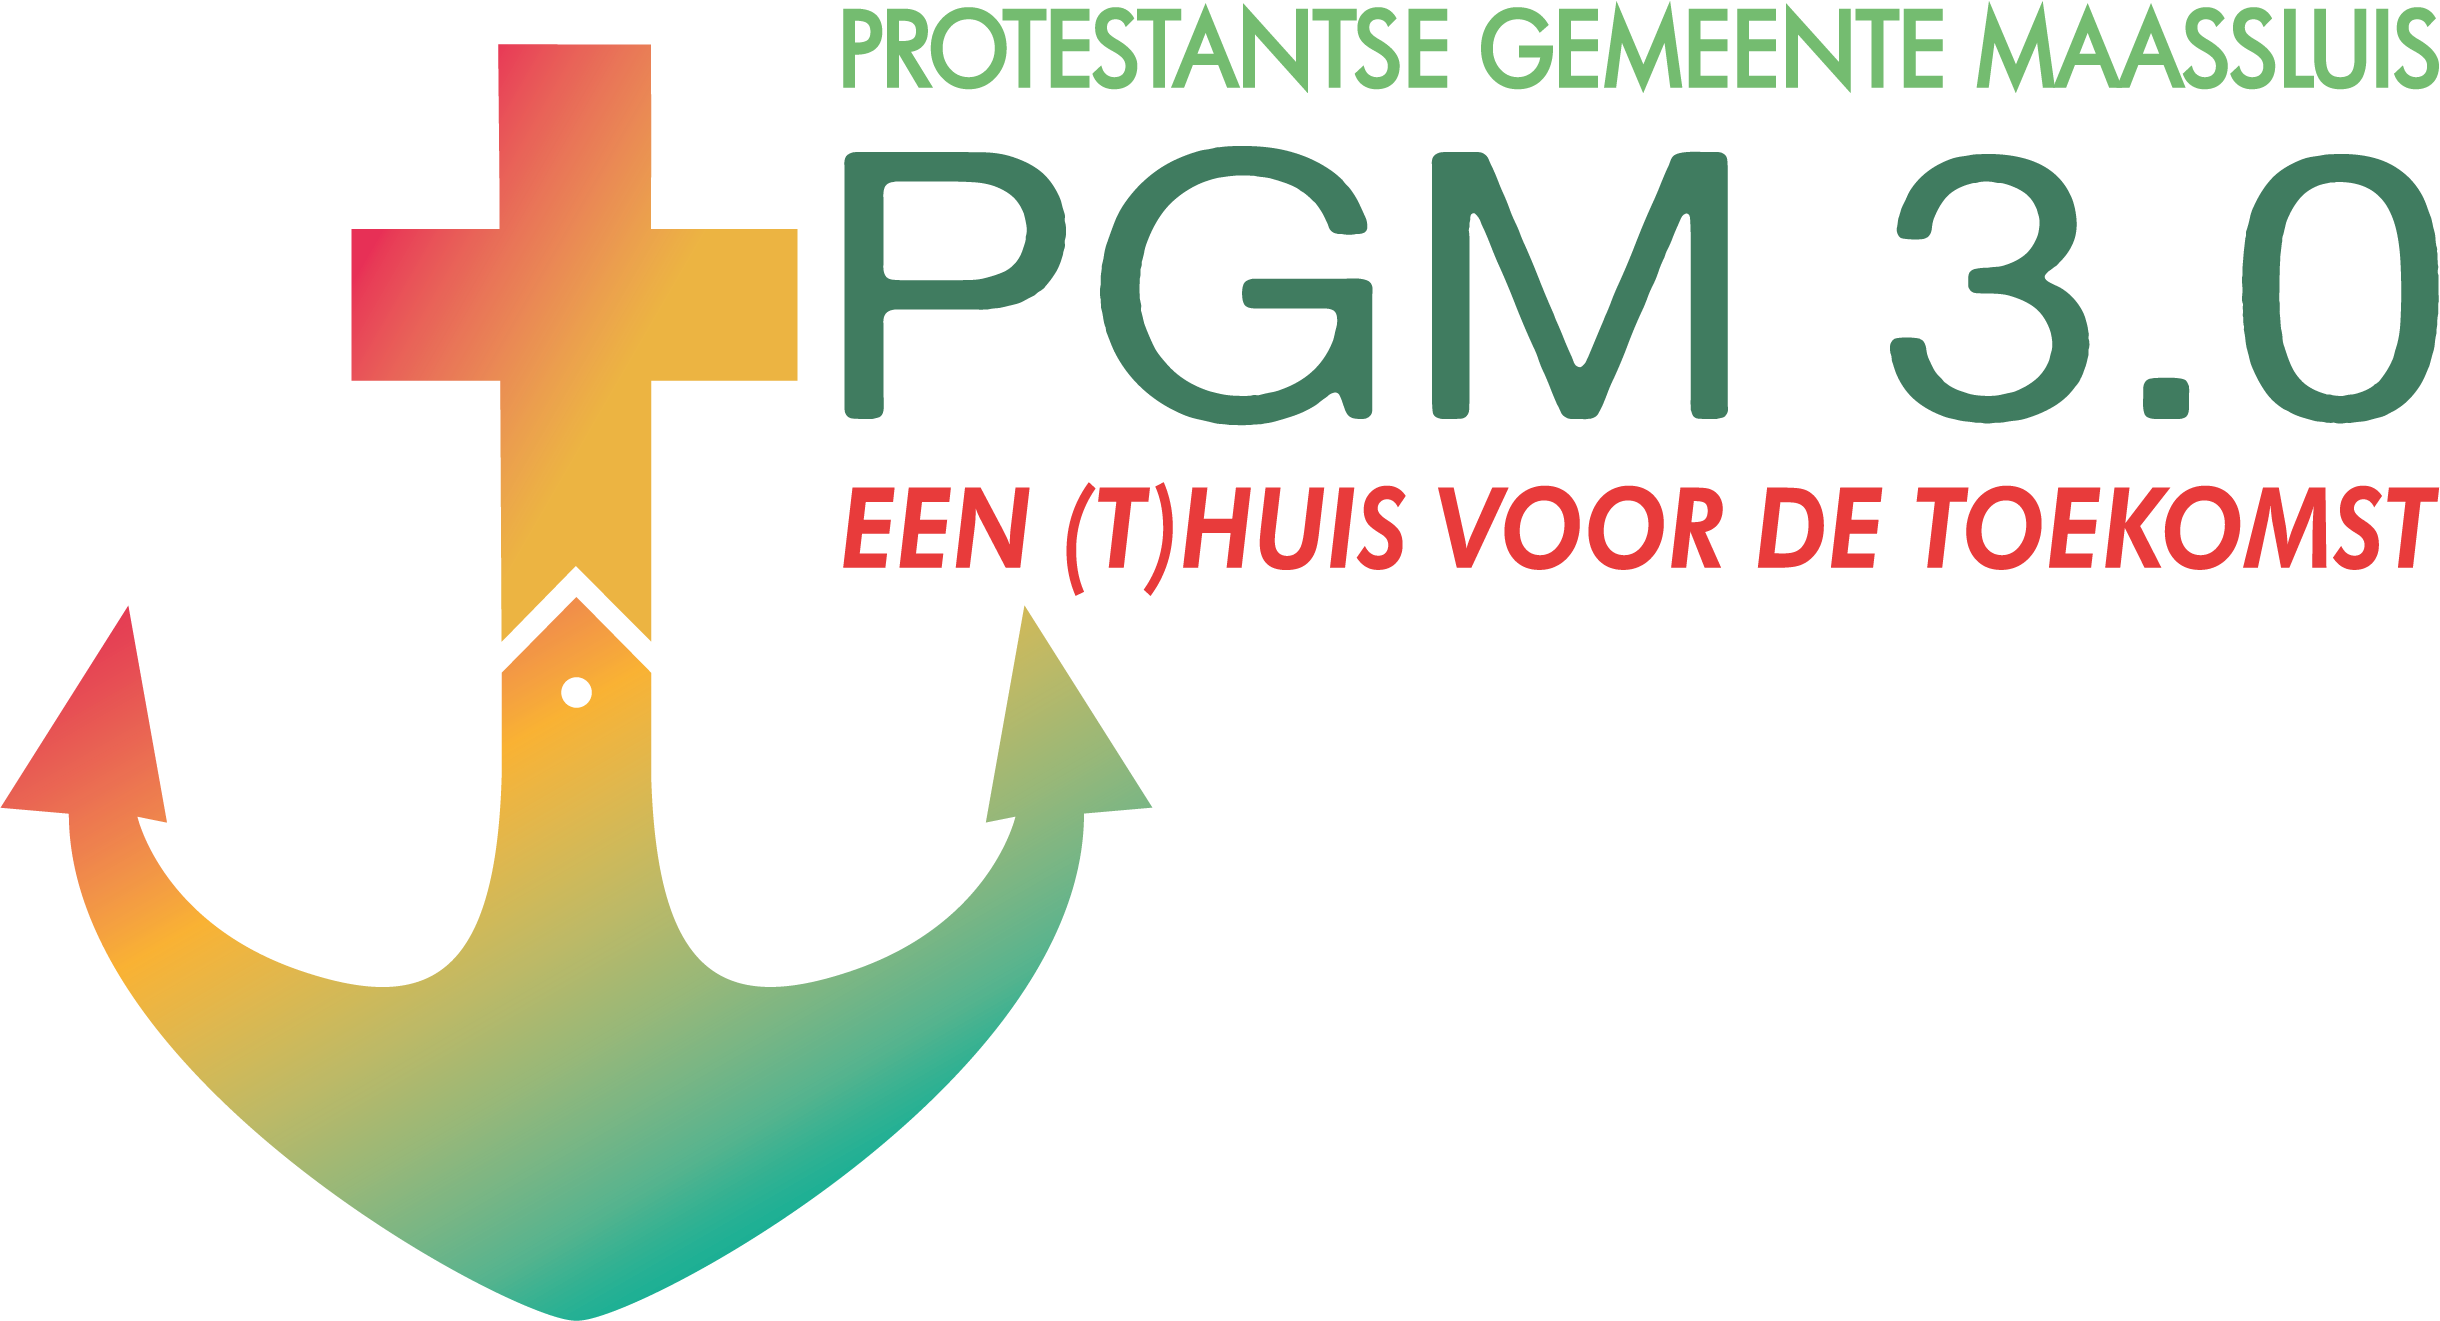 PROTESTANTSE GEMEENTE MAASSLUIS
PGM 3.0
EEN (T)HUIS VOOR DE TOEKOMST